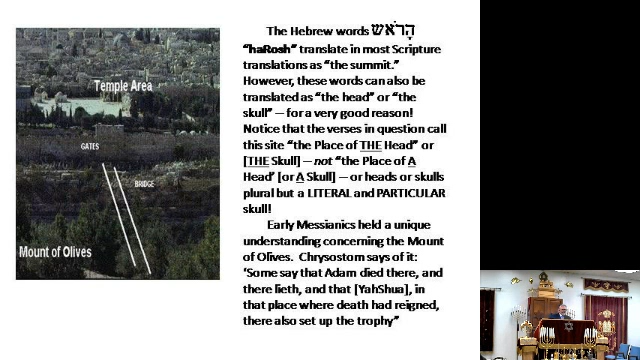 Temple Area
GATES
BRIDGE
Mount of Olives
The Hebrew words הָרֹאשׁ
“haRosh” translate in most Scripture
translations as “the summit.”
However, these words can also be
translated as “the head” or “the
skull” – for a very good reason!
Notice that the verses in question call
this site “the Place of THE Head” or
[THE Skull] – not “the Place of A
Head’ [or A Skull] – or heads or skulls
plural but a LITERAL and PARTICULAR
skull!
Early Messianics held a unique
understanding concerning the Mount
of Olives.  Chrysostom says of it:
‘Some say that Adam died there, and
there lieth, and that [YahShua], in
that place where death had reigned,
there also set up the trophy”